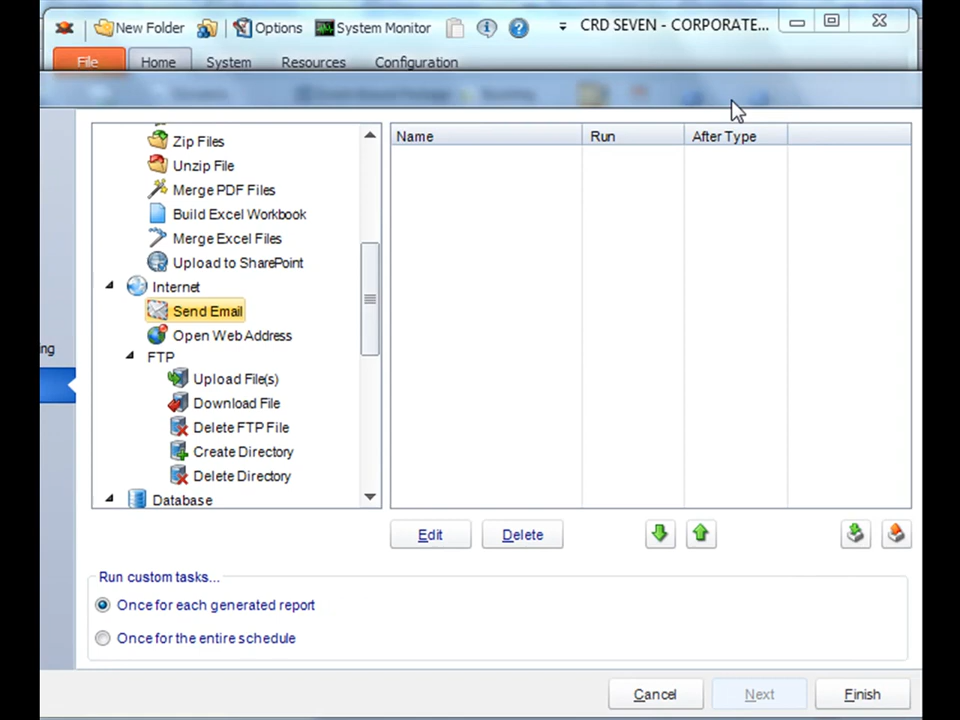 New Folder Options System Monitor CRD SEVEN - CORPORATE...
File Home System Resources Configuration
Name Run After Type
Zip Files
Unzip File
Merge PDF Files
Build Excel Workbook
Merge Excel Files
Upload to SharePoint
Internet
Send Email
Open Web Address
ng
FTP
Upload File(s)
Download File
Delete FTP File
Create Directory
Delete Directory
Database
Edit Delete
Run custom tasks...
Once for each generated report
Once for the entire schedule
Cancel Next Finish